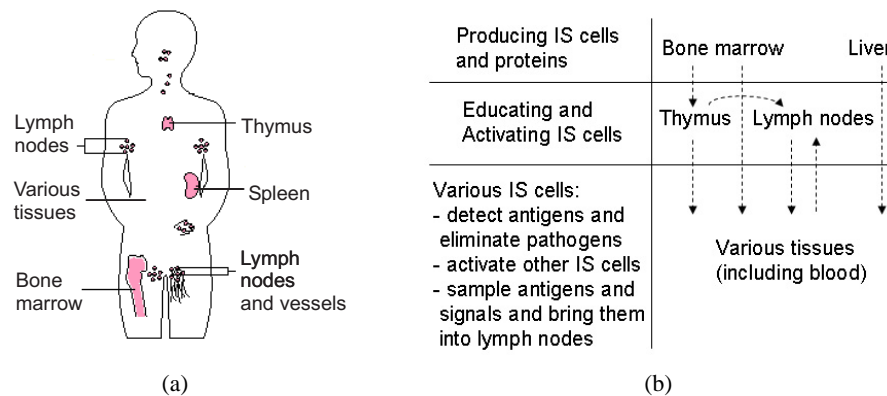 Lymph
nodes
Thymus
Various
tissues
Spleen
Bone
marrow
Lymph
nodes
and vessels
(a)
Producing IS cells
and proteins
Bone marrow
Liver
Educating and
Activating IS cells
Thymus
Lymph nodes
Various IS cells:
- detect antigens and
eliminate pathogens
- activate other IS cells
- sample antigens and
signals and bring them
into lymph nodes
Various tissues
(including blood)
(b)